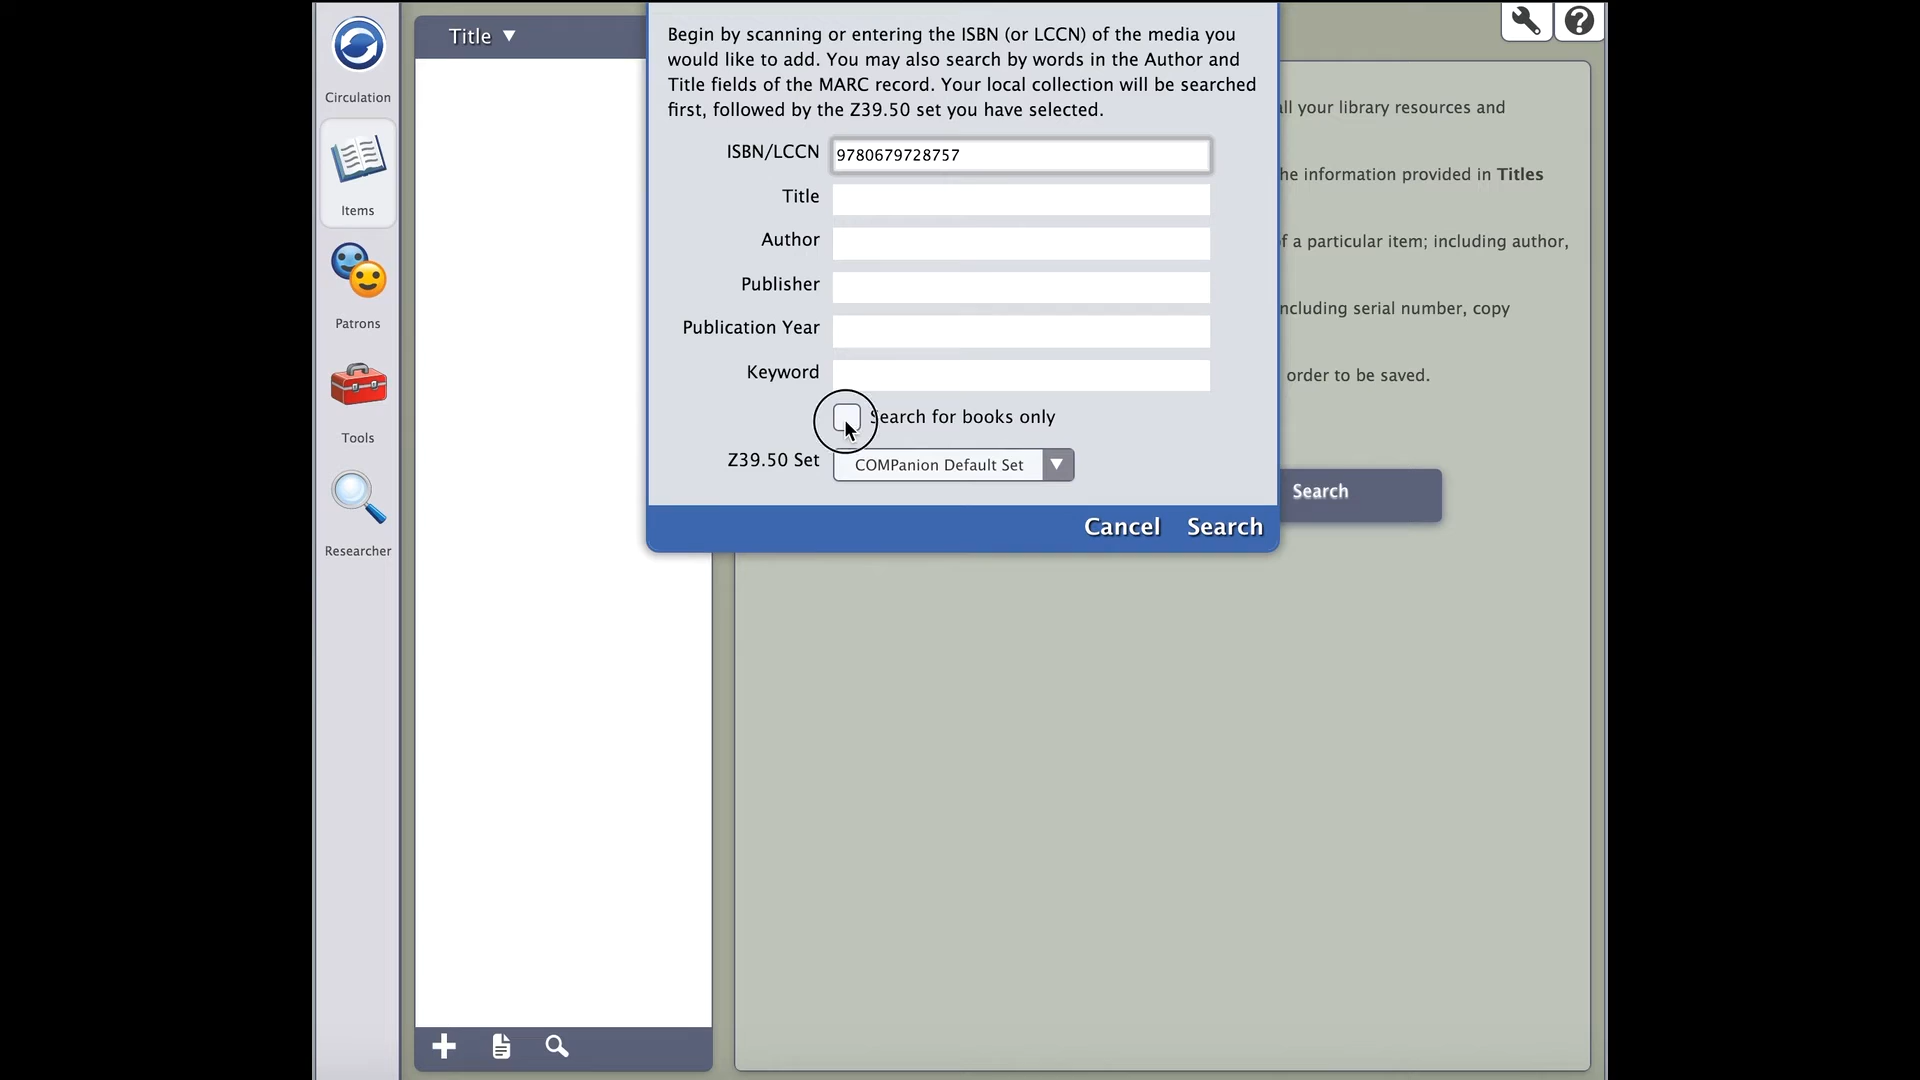 Circulation
Items
Patrons
Tools
Researcher
Title ▼
Begin by scanning or entering the ISBN (or LCCN) of the media you
would like to add. You may also search by words in the Author and
Title fields of the MARC record. Your local collection will be searched
first, followed by the Z39.50 set you have selected.
ISBN/LCCN 9780679728757
Title
Author
Publisher
Publication Year
Keyword
Search for books only
Z39.50 Set COMPanion Default Set ▼
Cancel Search
all your library resources and
he information provided in Titles
f a particular item; including author,
ncluding serial number, copy
order to be saved.
Search